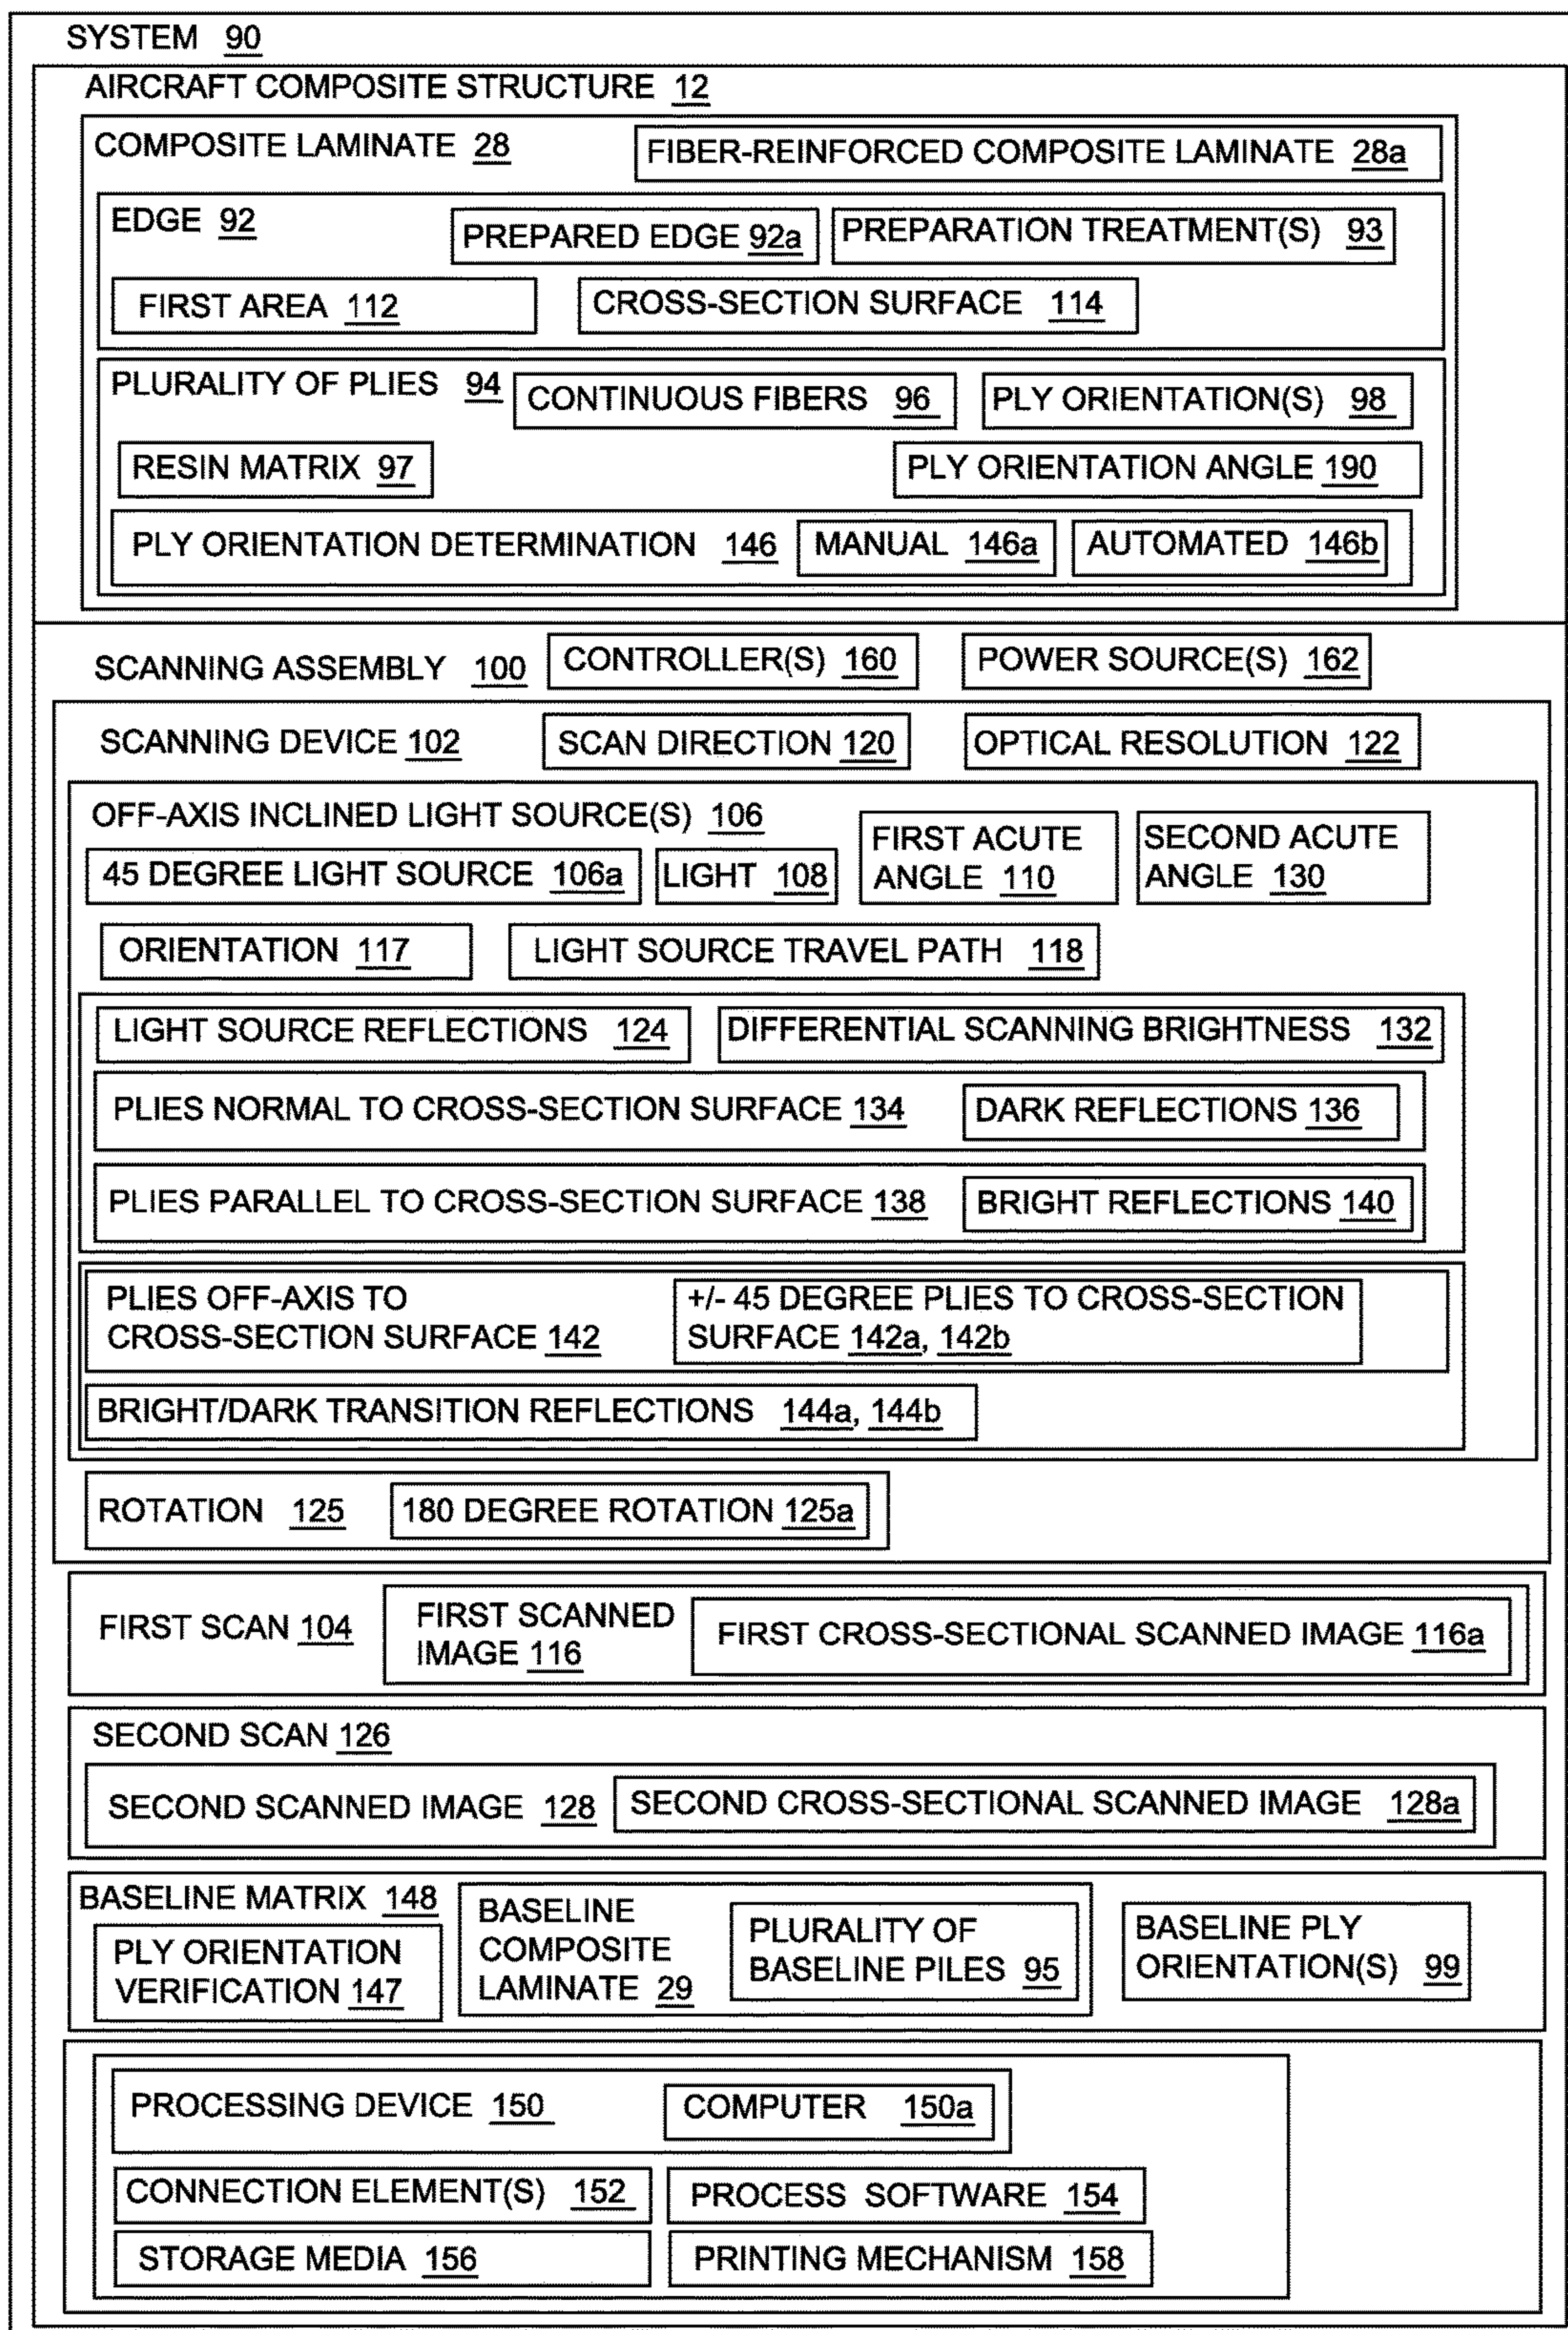 SYSTEM 90
AIRCRAFT COMPOSITE STRUCTURE 12
COMPOSITE LAMINATE 28
FIBER-REINFORCED COMPOSITE LAMINATE 28a
EDGE 92
PREPARED EDGE 92a
PREPARATION TREATMENT(S) 93
FIRST AREA 112
CROSS-SECTION SURFACE 114
PLURALITY OF PLIES 94
CONTINUOUS FIBERS 96
PLY ORIENTATION(S) 98
RESIN MATRIX 97
PLY ORIENTATION ANGLE 190
PLY ORIENTATION DETERMINATION 146
MANUAL 146a
AUTOMATED 146b
SCANNING ASSEMBLY 100
CONTROLLER(S) 160
POWER SOURCE(S) 162
SCANNING DEVICE 102
SCAN DIRECTION 120
OPTICAL RESOLUTION 122
OFF-AXIS INCLINED LIGHT SOURCE(S) 106
45 DEGREE LIGHT SOURCE 106a
LIGHT 108
FIRST ACUTE
ANGLE 110
SECOND ACUTE
ANGLE 130
ORIENTATION 117
LIGHT SOURCE TRAVEL PATH 118
LIGHT SOURCE REFLECTIONS 124
DIFFERENTIAL SCANNING BRIGHTNESS 132
PLIES NORMAL TO CROSS-SECTION SURFACE 134
DARK REFLECTIONS 136
PLIES PARALLEL TO CROSS-SECTION SURFACE 138
BRIGHT REFLECTIONS 140
PLIES OFF-AXIS TO
CROSS-SECTION SURFACE 142
+/- 45 DEGREE PLIES TO CROSS-SECTION
SURFACE 142a, 142b
BRIGHT/DARK TRANSITION REFLECTIONS 144a, 144b
ROTATION 125
180 DEGREE ROTATION 125a
FIRST SCAN 104
FIRST SCANNED
IMAGE 116
FIRST CROSS-SECTIONAL SCANNED IMAGE 116a
SECOND SCAN 126
SECOND SCANNED IMAGE 128
SECOND CROSS-SECTIONAL SCANNED IMAGE 128a
BASELINE MATRIX 148
PLY ORIENTATION
VERIFICATION 147
BASELINE
COMPOSITE
LAMINATE 29
PLURALITY OF
BASELINE PILES 95
BASELINE PLY
ORIENTATION(S) 99
PROCESSING DEVICE 150
COMPUTER 150a
CONNECTION ELEMENT(S) 152
PROCESS SOFTWARE 154
STORAGE MEDIA 156
PRINTING MECHANISM 158